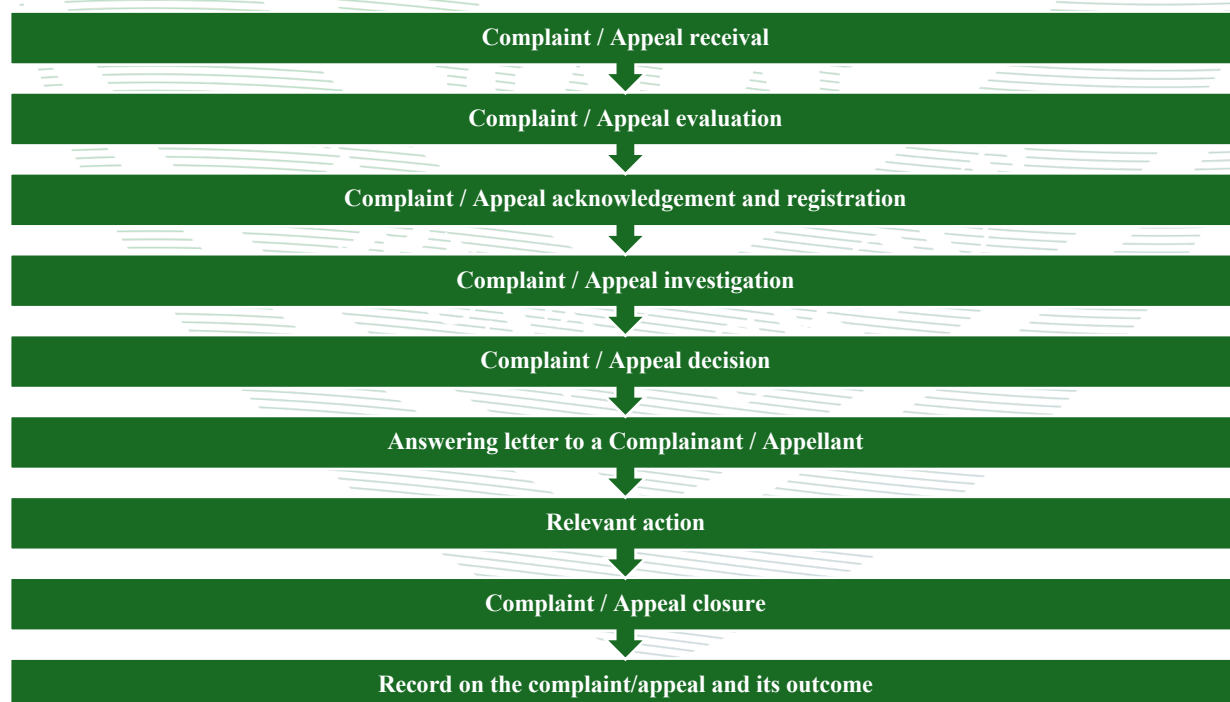 Complaint / Appeal receival
Complaint / Appeal evaluation
Complaint / Appeal acknowledgement and registration
Complaint / Appeal investigation
Complaint / Appeal decision
Answering letter to a Complainant / Appellant
Relevant action
Complaint / Appeal closure
Record on the complaint/appeal and its outcome